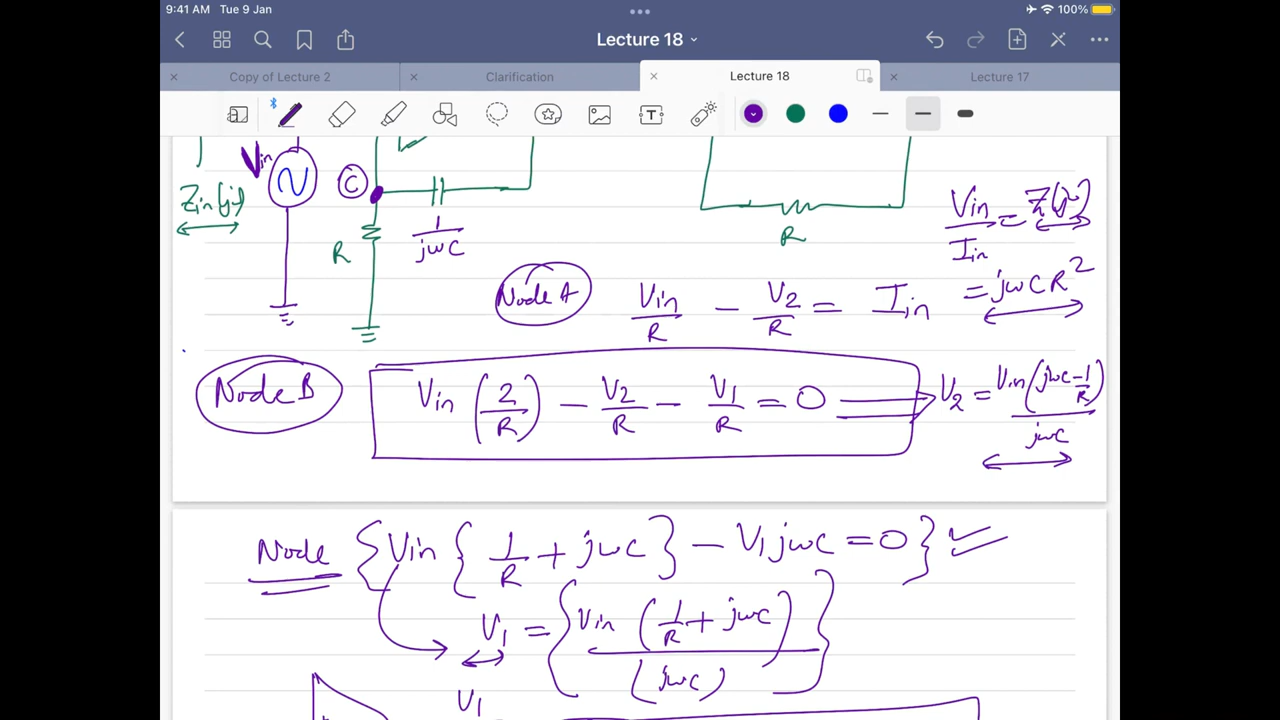 9:41 AM Tue 9 Jan
100%
Lecture 18
Copy of Lecture 2
Clarification
Lecture 18
Lecture 17
T
Vin
Zin(jω)
C
R
1/jωC
R
Vin/Iin = Z(jω)
= jωCR²
Node A
Vin/R - V2/R = Iin
Node B
Vin (2/R) - V2/R - V1/R = 0
V2 = Vin(jωC-1/R)/jωC
Node {Vin { 1/R + jωC} - V1jωC = 0}
V1 = {Vin (1/R + jωC)/(jωC)}
V1